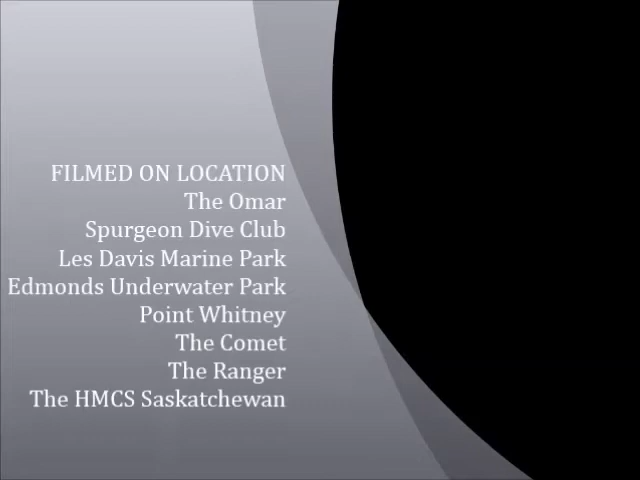 FILMED ON LOCATION
The Omar
Spurgeon Dive Club
Les Davis Marine Park
Edmonds Underwater Park
Point Whitney
The Comet
The Ranger
The HMCS Saskatchewan